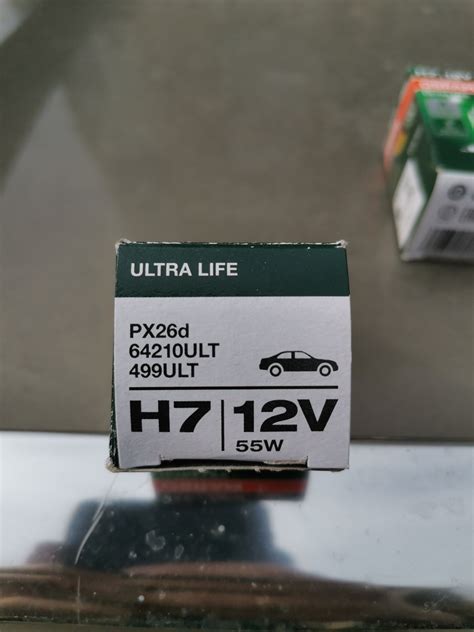 ULTRA LIFE
PX26d
64210ULT
499ULT
H7 12V
55W